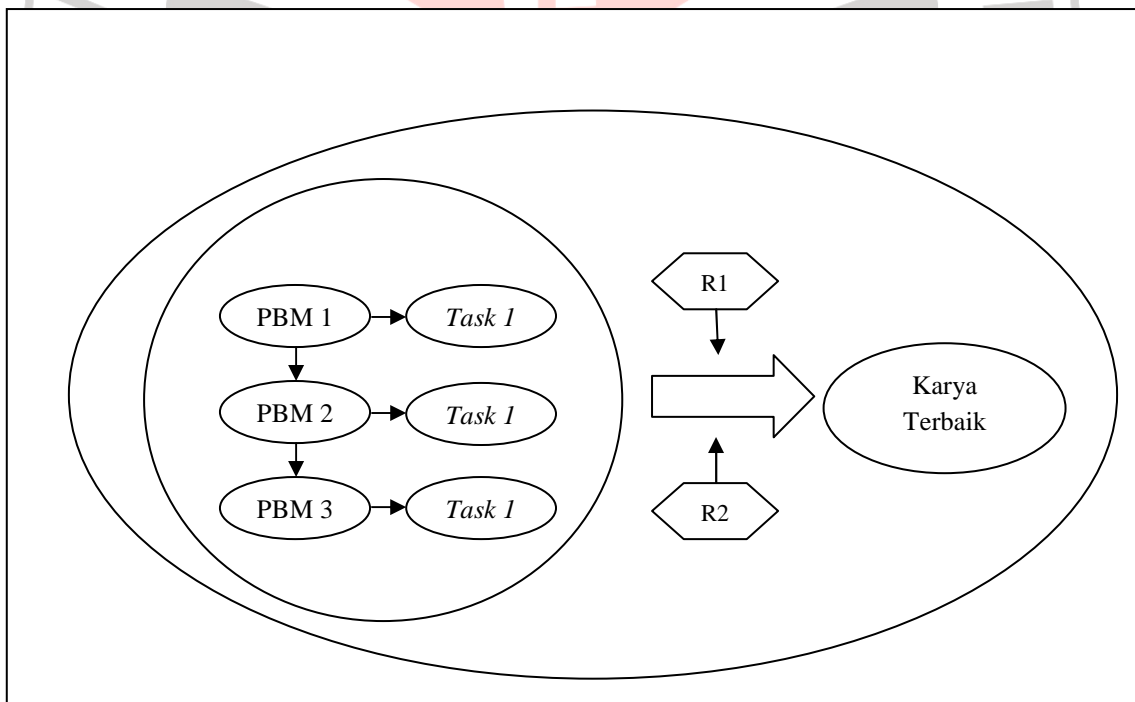 R1
PBM 1
Task 1
Karya
Terbaik
PBM 2
Task 1
PBM 3
Task 1
R2